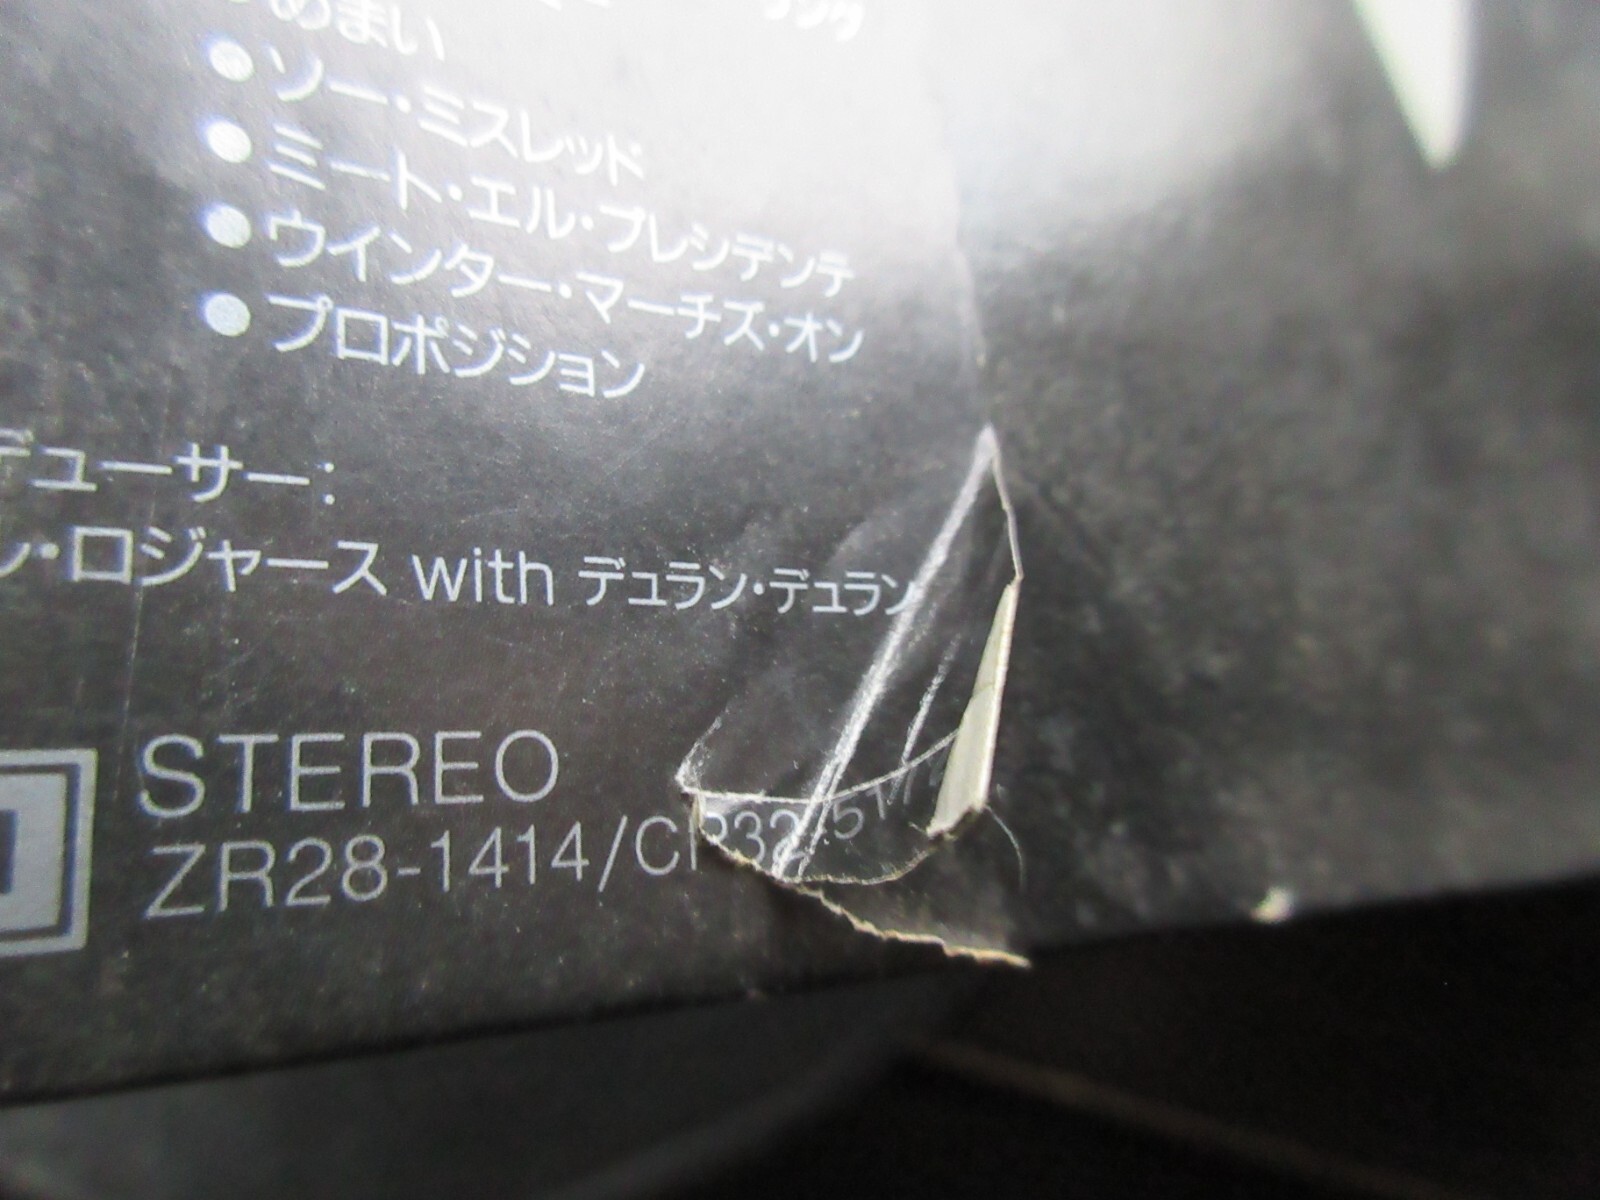 めまい
●ソー・ミスレッド
●ミート・エル・プレシデンテ
●ウインター・マーチズ・オン
●プロポジション
デューサー:
ル・ロジャース with デュラン・デュラン
STEREO
ZR28-1414/CP32-51